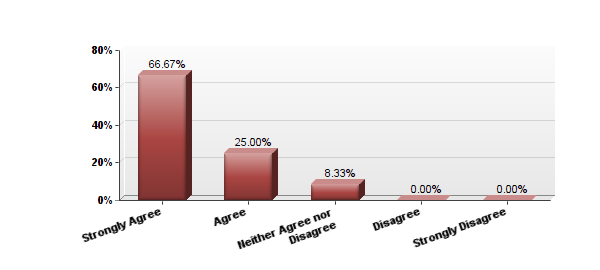 80%
60%
40%
20%
0%
66.67%
25.00%
8.33%
0.00%
0.00%
Strongly Agree
Agree
Neither Agree nor
Disagree
Disagree
Strongly Disagree